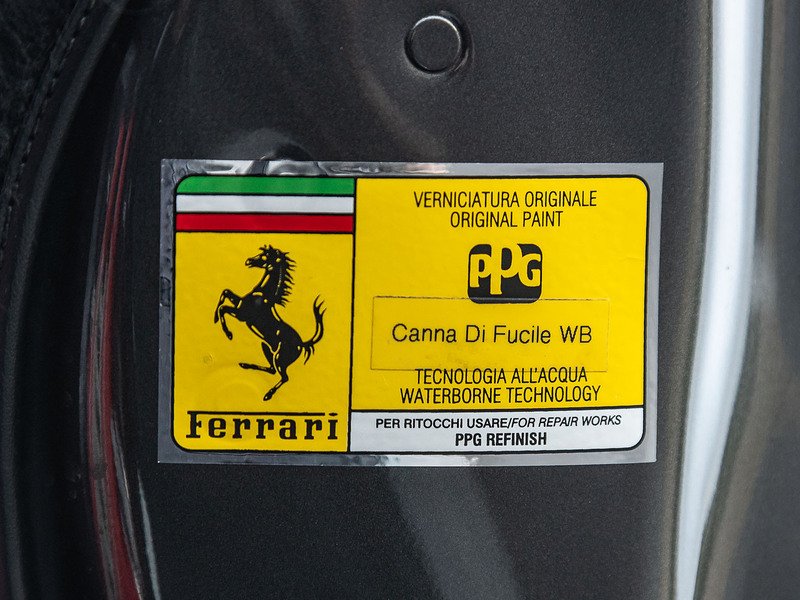 VERNICIATURA ORIGINALE
ORIGINAL PAINT
PPG
Canna Di Fucile WB
TECNOLOGIA ALL'ACQUA
WATERBORNE TECHNOLOGY
Ferrari
PER RITOCCHI USARE/FOR REPAIR WORKS
PPG REFINISH